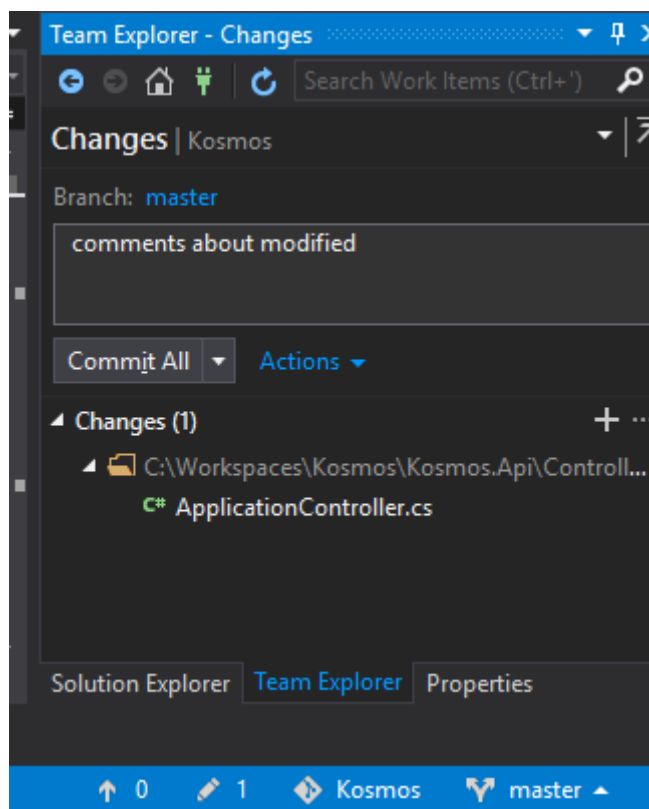 Team Explorer - Changes
Search Work Items (Ctrl+')
Changes | Kosmos
Branch: master
comments about modified
Commit All Actions
Changes (1)
C:\Workspaces\Kosmos\Kosmos.Api\Controll...
C# ApplicationController.cs
Solution Explorer Team Explorer Properties
0 1 Kosmos master